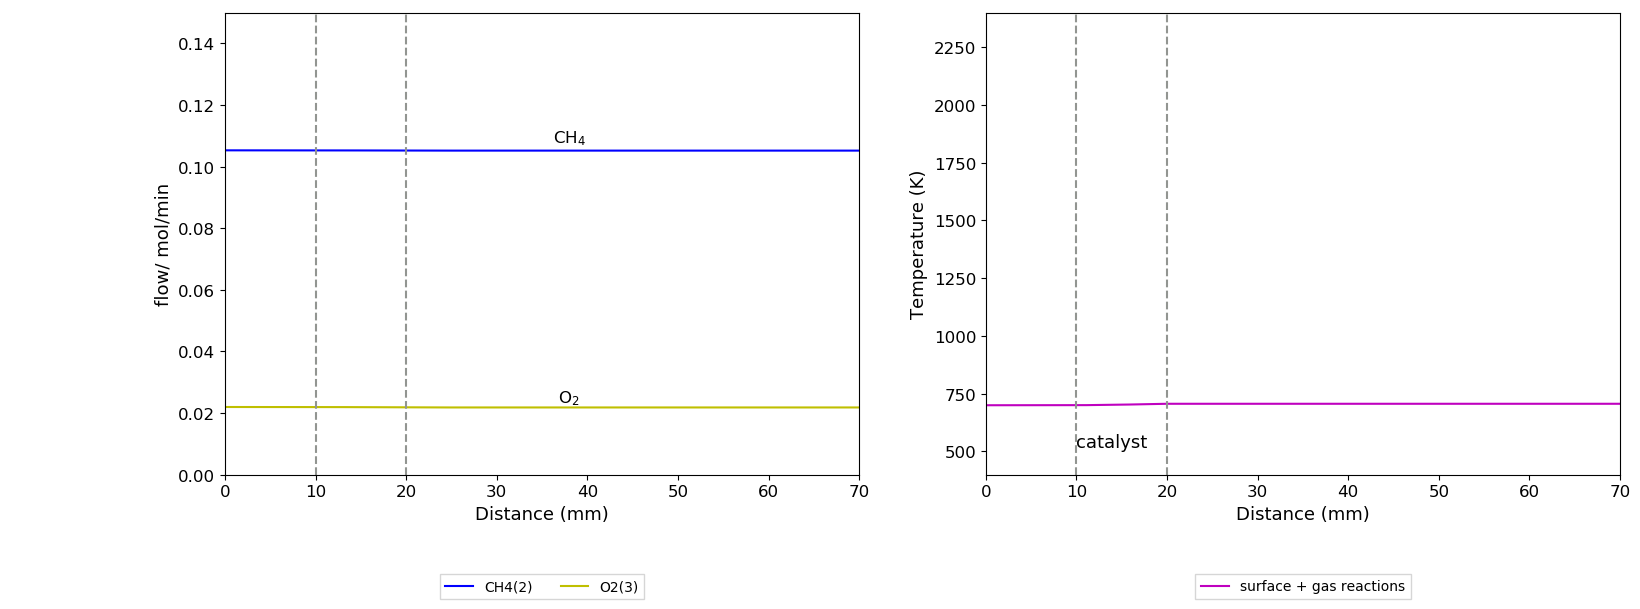 0.14
0.12
0.10
0.08
0.06
0.04
0.02
0.00
flow/ mol/min
CH₄
O₂
0 10 20 30 40 50 60 70
Distance (mm)
CH4(2) O2(3)
2250
2000
1750
1500
1250
1000
750
500
Temperature (K)
catalyst
0 10 20 30 40 50 60 70
Distance (mm)
surface + gas reactions